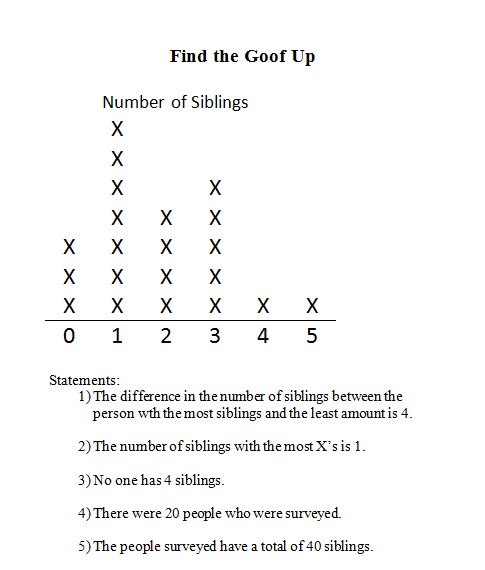 Find the Goof Up
Number of Siblings
X
X
X X
X X X
X X X X
X X X X
X X X X X X
0 1 2 3 4 5
Statements:
1) The difference in the number of siblings between the
person wth the most siblings and the least amount is 4.
2) The number of siblings with the most X's is 1.
3) No one has 4 siblings.
4) There were 20 people who were surveyed.
5) The people surveyed have a total of 40 siblings.